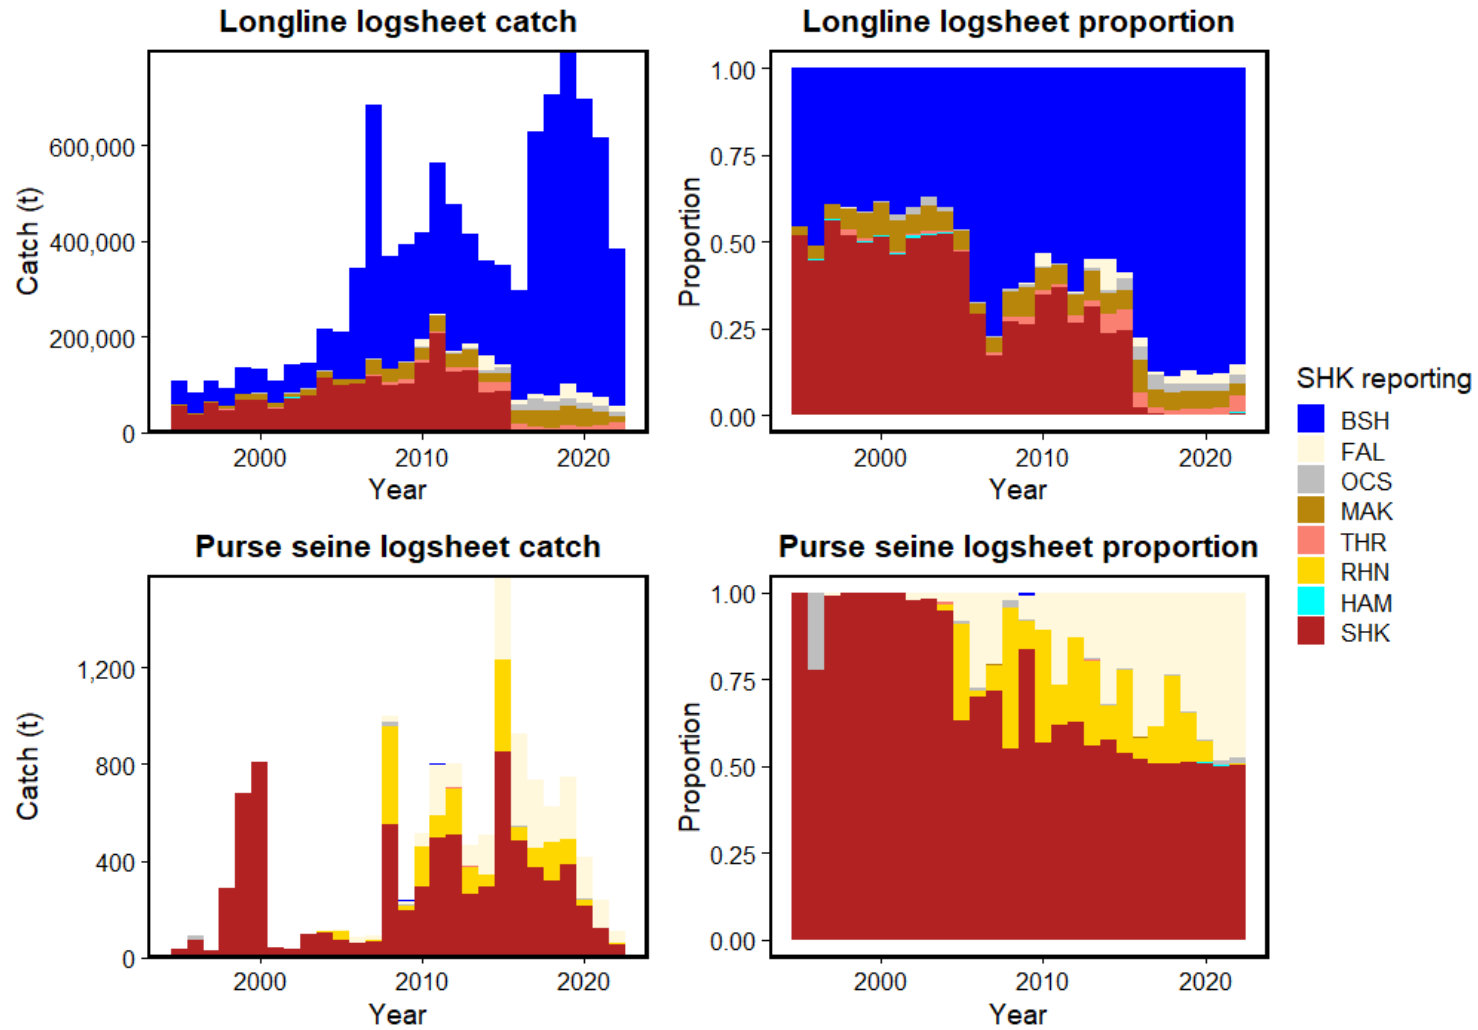 Longline logsheet catch
Catch (t)
600,000
400,000
200,000
0
2000 2010 2020
Year
Longline logsheet proportion
Proportion
1.00
0.75
0.50
0.25
0.00
2000 2010 2020
Year
Purse seine logsheet catch
Catch (t)
1,200
800
400
0
2000 2010 2020
Year
Purse seine logsheet proportion
Proportion
1.00
0.75
0.50
0.25
0.00
2000 2010 2020
Year
SHK reporting
BSH
FAL
OCS
MAK
THR
RHN
HAM
SHK